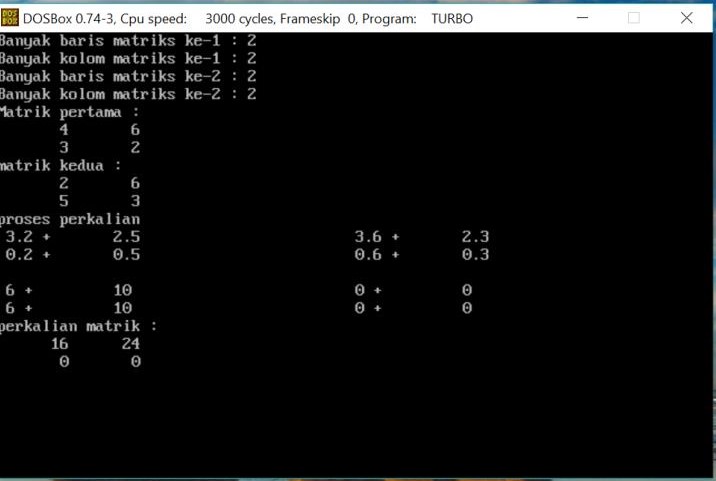 DOSBox 0.74-3, Cpu speed: 3000 cycles, Frameskip 0, Program: TURBO
Banyak baris matriks ke-1 : 2
Banyak kolom matriks ke-1 : 2
Banyak baris matriks ke-2 : 2
Banyak kolom matriks ke-2 : 2
Matrik pertama :
4 6
3 2
matrik kedua :
2 6
5 3
proses perkalian
3.2 + 2.5 3.6 + 2.3
0.2 + 0.5 0.6 + 0.3
6 + 10 0 + 0
6 + 10 0 + 0
perkalian matrik :
16 24
0 0